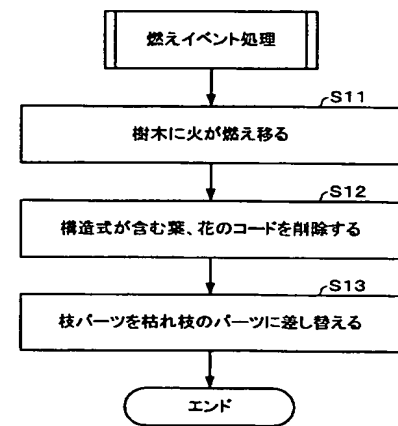 燃えイベント処理
S11
樹木に火が燃え移る
S12
構造式が含む葉、花のコードを削除する
S13
枝パーツを枯れ枝のパーツに差し替える
エンド